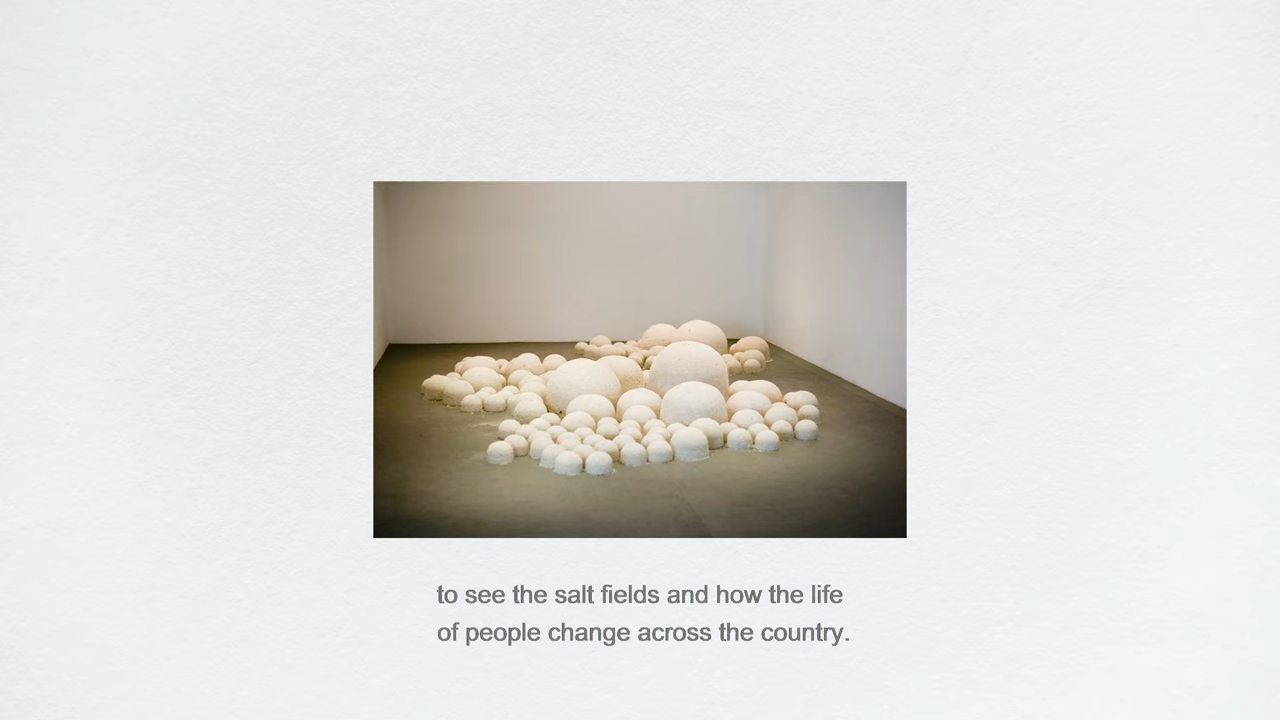 to see the salt fields and how the life
of people change across the country.